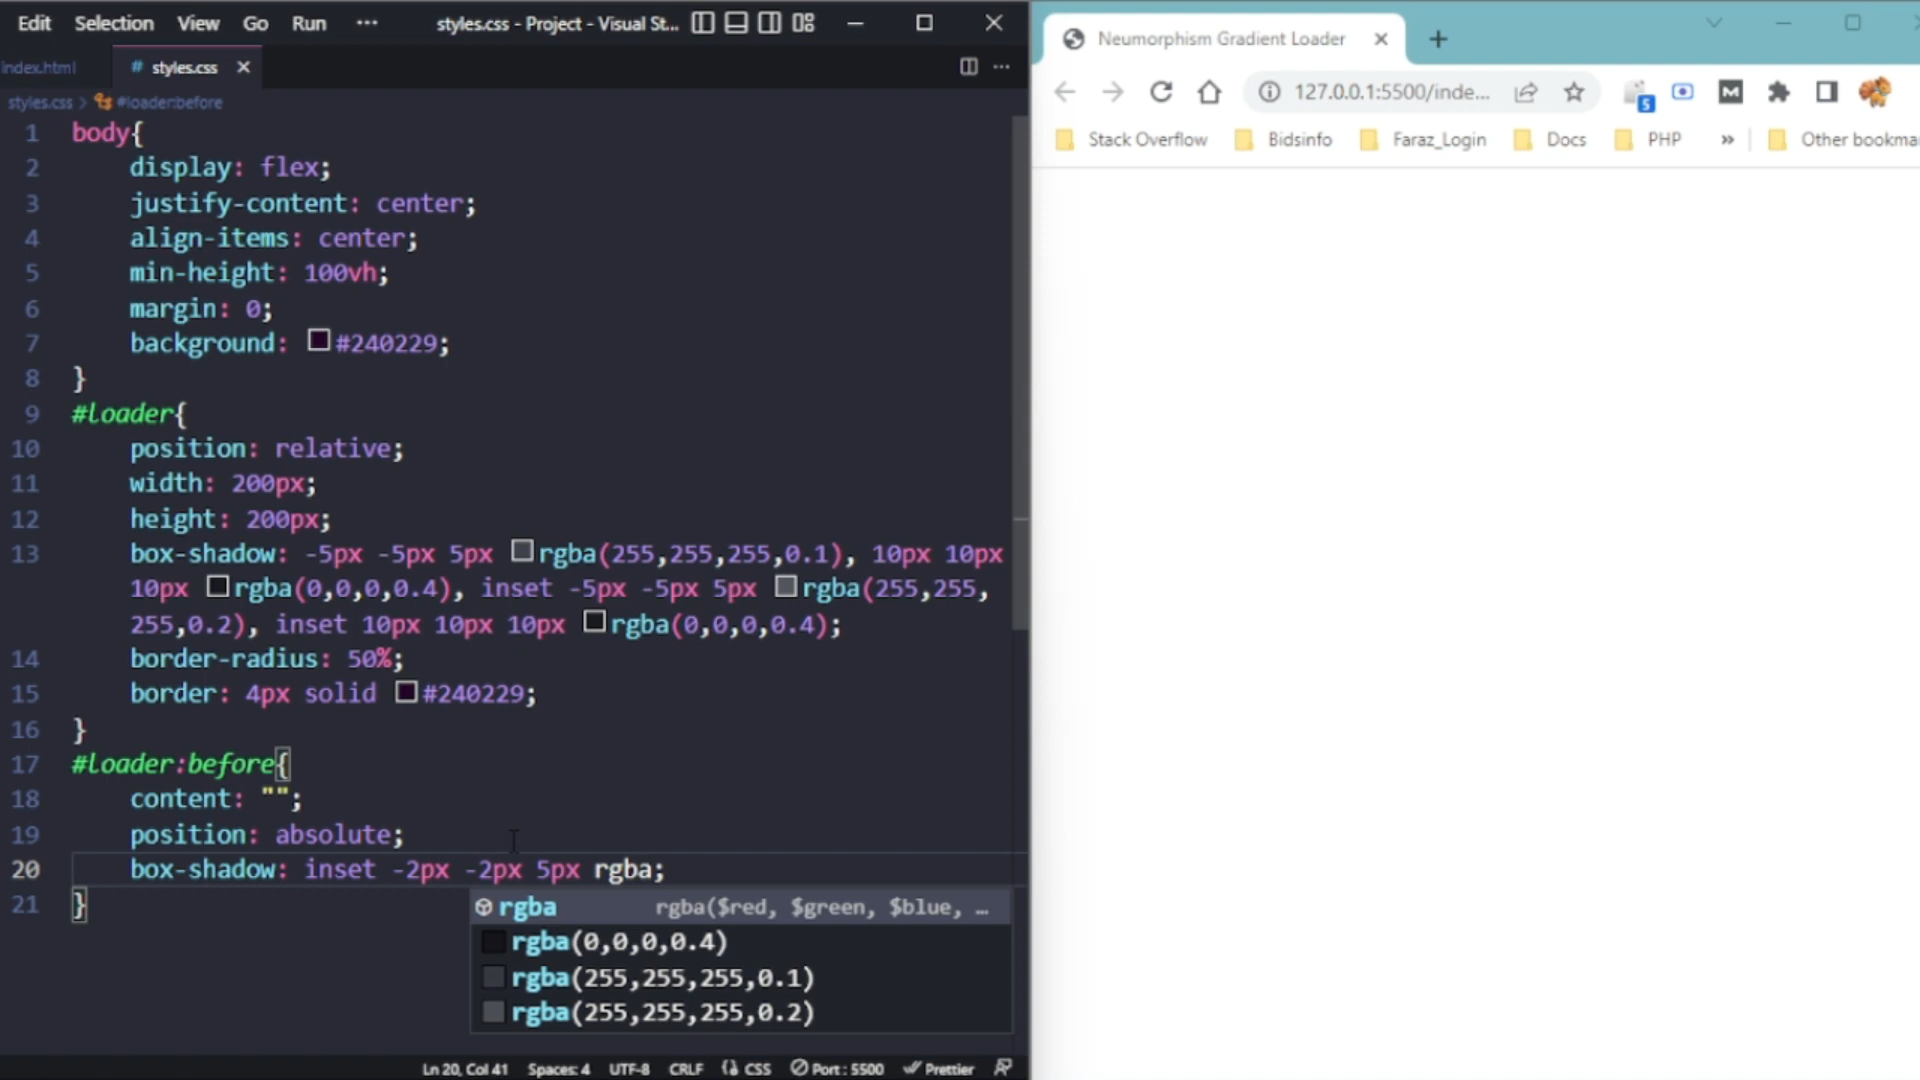 Edit Selection View Go Run ··· styles.css - Project - Visual St...
index.html # styles.css
styles.css > #loader:before
1 body{
2 display: flex;
3 justify-content: center;
4 align-items: center;
5 min-height: 100vh;
6 margin: 0;
7 background: #240229;
8 }
9 #loader{
10 position: relative;
11 width: 200px;
12 height: 200px;
13 box-shadow: -5px -5px 5px rgba(255,255,255,0.1), 10px 10px
10px rgba(0,0,0,0.4), inset -5px -5px 5px rgba(255,255,
255,0.2), inset 10px 10px 10px rgba(0,0,0,0.4);
14 border-radius: 50%;
15 border: 4px solid #240229;
16 }
17 #loader:before{
18 content: "";
19 position: absolute;
20 box-shadow: inset -2px -2px 5px rgba;
21 }
rgba rgba($red, $green, $blue, …
rgba(0,0,0,0.4)
rgba(255,255,255,0.1)
rgba(255,255,255,0.2)
Ln 20, Col 41 Spaces: 4 UTF-8 CRLF CSS Port : 5500 Prettier
Neumorphism Gradient Loader
127.0.0.1:5500/inde...
5
M
Stack Overflow Bidsinfo Faraz_Login Docs PHP » Other bookma